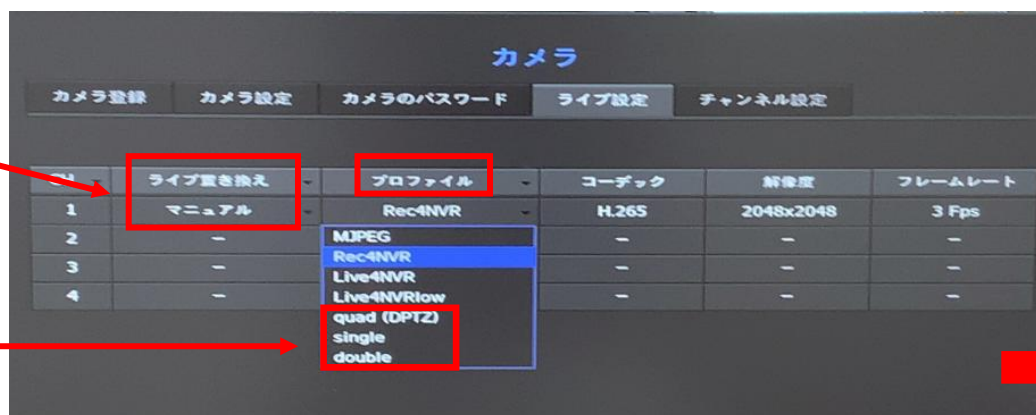 カメラ
カメラ登録 カメラ設定 カメラのパスワード ライブ設定 チャンネル設定
CH ライブ置き換え プロファイル コーデック 解像度 フレームレート
1 マニュアル Rec4NVR H.265 2048x2048 3 Fps
2 - MJPEG - - -
Rec4NVR
3 - Live4NVR - - -
4 - Live4NVRlow - - -
quad (DPTZ)
single
double